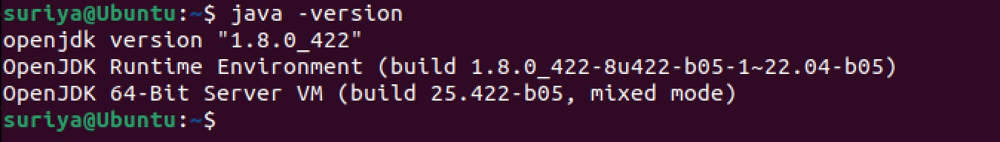 suriya@Ubuntu:~$ java -version
openjdk version "1.8.0_422"
OpenJDK Runtime Environment (build 1.8.0_422-8u422-b05-1~22.04-b05)
OpenJDK 64-Bit Server VM (build 25.422-b05, mixed mode)
suriya@Ubuntu:~$